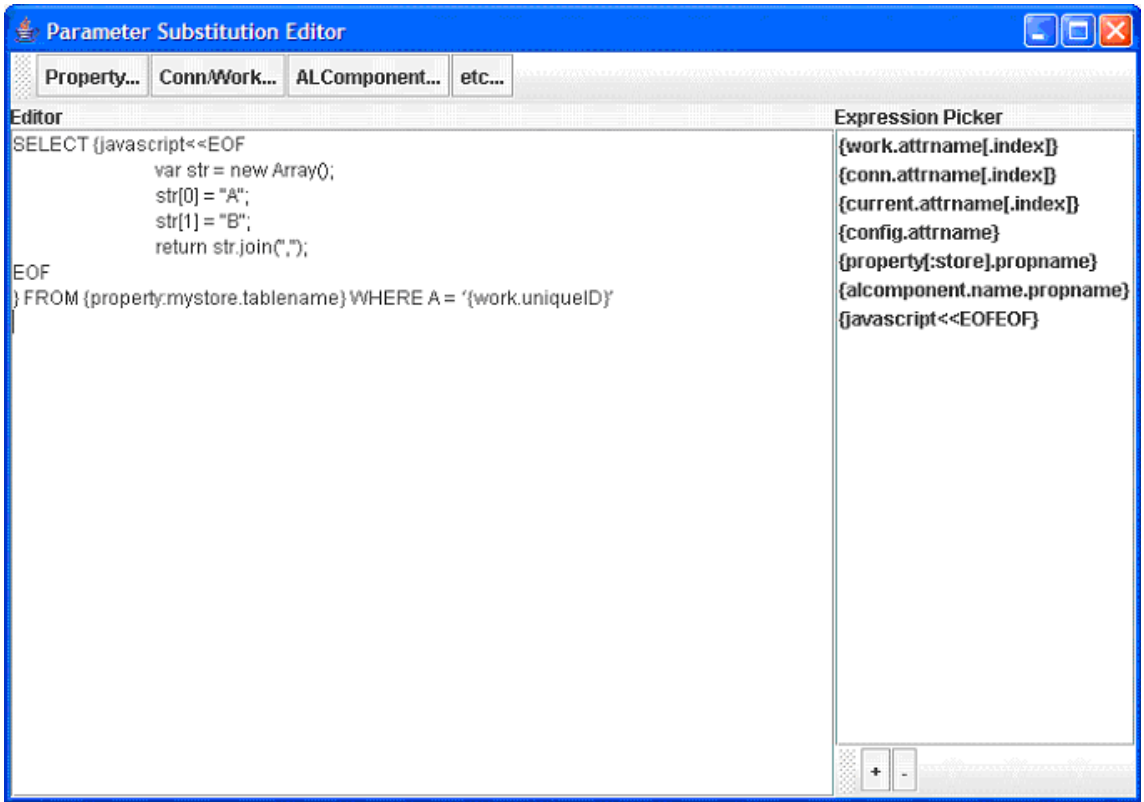 Parameter Substitution Editor
Property... Conn/Work... ALComponent... etc...
Editor
SELECT {javascript<<EOF
var str = new Array();
str[0] = "A";
str[1] = "B";
return str.join(",");
EOF
} FROM {property:mystore.tablename} WHERE A = '{work.uniqueID}'
Expression Picker
{work.attrname[.index]}
{conn.attrname[.index]}
{current.attrname[.index]}
{config.attrname}
{property[:store].propname}
{alcomponent.name.propname}
{javascript<<EOFEOF}
+ -